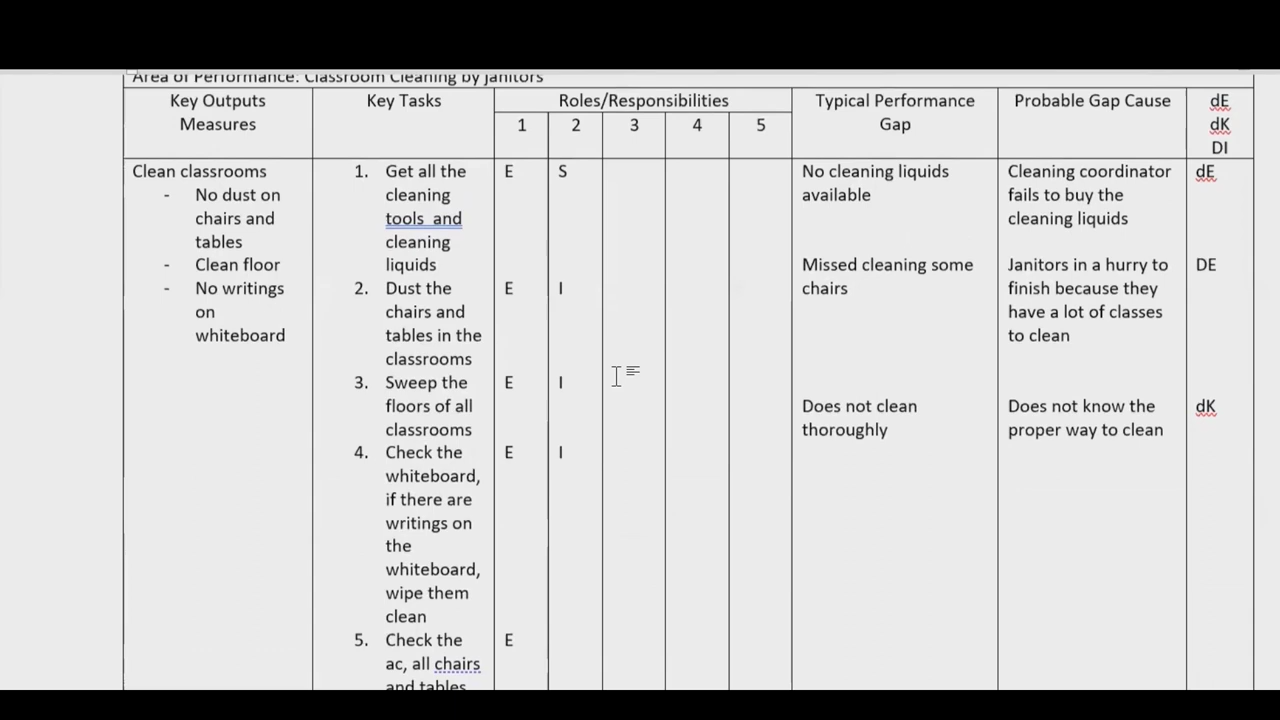 Area of Performance: Classroom Cleaning by janitors
Key Outputs
Measures
Key Tasks
Roles/Responsibilities
1 2 3 4 5
Typical Performance
Gap
Probable Gap Cause
dE
dK
DI
Clean classrooms
- No dust on
chairs and
tables
- Clean floor
- No writings
on
whiteboard
1. Get all the
cleaning
tools and
cleaning
liquids
2. Dust the
chairs and
tables in the
classrooms
3. Sweep the
floors of all
classrooms
4. Check the
whiteboard,
if there are
writings on
the
whiteboard,
wipe them
clean
5. Check the
ac, all chairs
and tables
E
E
E
E
E
S
I
I
I
No cleaning liquids
available
Missed cleaning some
chairs
Does not clean
thoroughly
Cleaning coordinator
fails to buy the
cleaning liquids
Janitors in a hurry to
finish because they
have a lot of classes
to clean
Does not know the
proper way to clean
dE
DE
dK